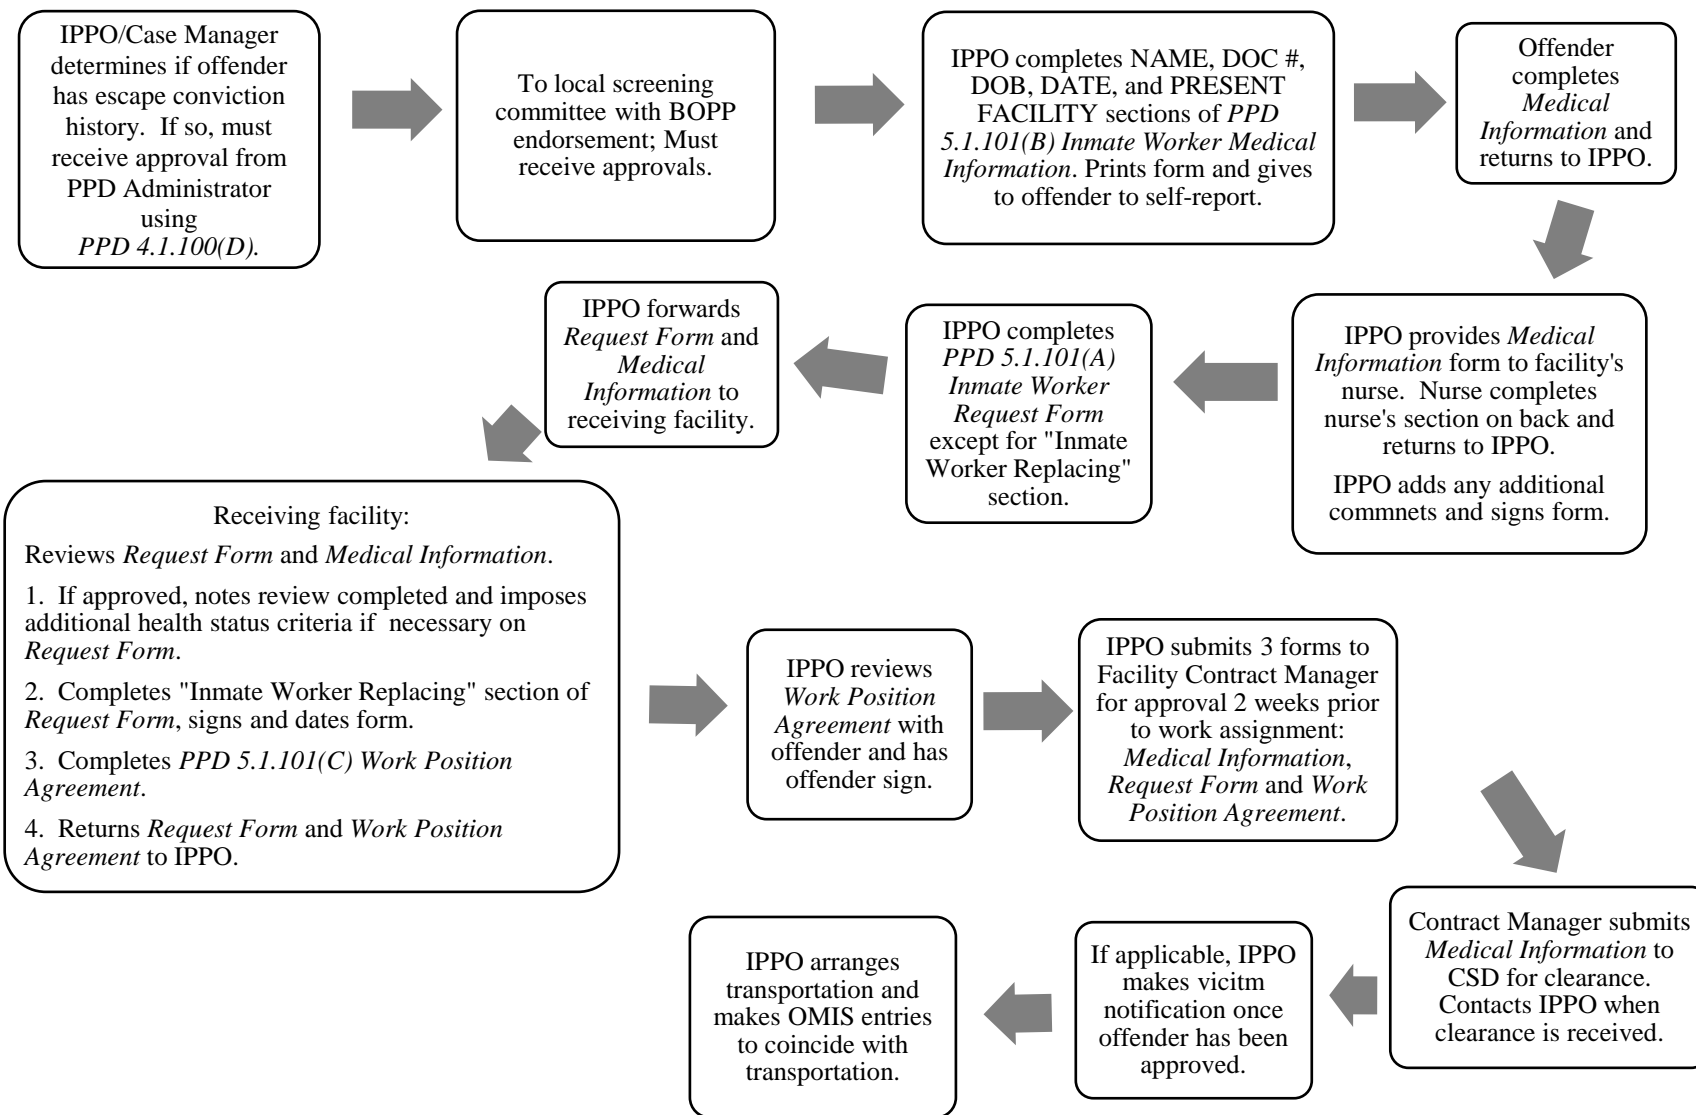 IPPO/Case Manager
determines if offender
has escape conviction
history.  If so, must
receive approval from
PPD Administrator
using
PPD 4.1.100(D).
To local screening
committee with BOPP
endorsement; Must
receive approvals.
IPPO completes NAME, DOC #,
DOB, DATE, and PRESENT
FACILITY sections of PPD
5.1.101(B) Inmate Worker Medical
Information. Prints form and gives
to offender to self-report.
Offender
completes
Medical
Information and
returns to IPPO.
IPPO provides Medical
Information form to facility's
nurse.  Nurse completes
nurse's section on back and
returns to IPPO.
IPPO adds any additional
commnets and signs form.
IPPO completes
PPD 5.1.101(A)
Inmate Worker
Request Form
except for "Inmate
Worker Replacing"
section.
IPPO forwards
Request Form and
Medical
Information to
receiving facility.
Receiving facility:
Reviews Request Form and Medical Information.
1.  If approved, notes review completed and imposes
additional health status criteria if  necessary on
Request Form.
2.  Completes "Inmate Worker Replacing" section of
Request Form, signs and dates form.
3.  Completes PPD 5.1.101(C) Work Position
Agreement.
4.  Returns Request Form and Work Position
Agreement to IPPO.
IPPO reviews
Work Position
Agreement with
offender and has
offender sign.
IPPO submits 3 forms to
Facility Contract Manager
for approval 2 weeks prior
to work assignment:
Medical Information,
Request Form and Work
Position Agreement.
Contract Manager submits
Medical Information to
CSD for clearance.
Contacts IPPO when
clearance is received.
If applicable, IPPO
makes vicitm
notification once
offender has been
approved.
IPPO arranges
transportation and
makes OMIS entries
to coincide with
transportation.